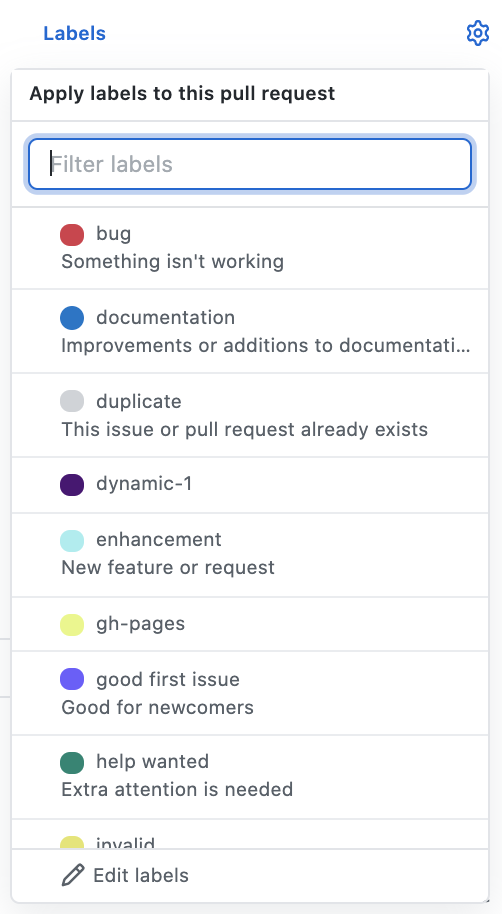 Labels
Apply labels to this pull request
Filter labels
bug
Something isn't working
documentation
Improvements or additions to documentati...
duplicate
This issue or pull request already exists
dynamic-1
enhancement
New feature or request
gh-pages
good first issue
Good for newcomers
help wanted
Extra attention is needed
invalid
Edit labels